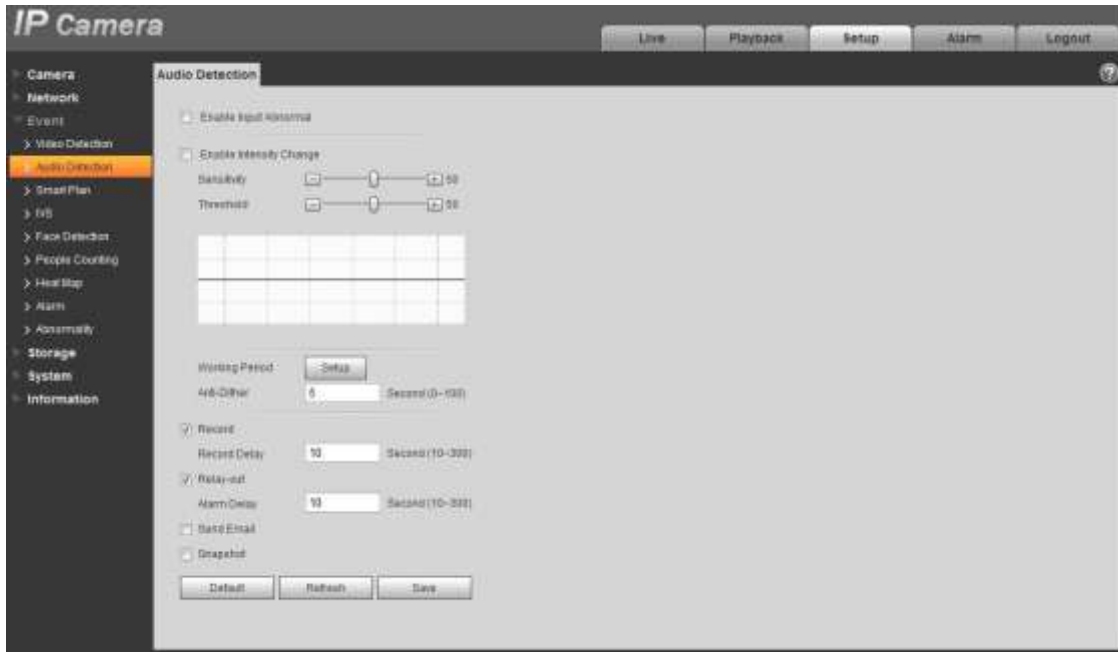 IP Camera
Live Playback Setup Alarm Logout
Camera
Network
Event
Video Detection
Audio Detection
Smart Plan
IVS
Face Detection
People Counting
Heat Map
Alarm
Abnormality
Storage
System
Information
Audio Detection
Enable Input Abnormal
Enable Intensity Change
Sensitivity 50
Threshold 50
Working Period Setup
Anti-Dither 5 Second (0~100)
Record
Record Delay 10 Second (10~300)
Relay-out
Alarm Delay 10 Second (10~300)
Send Email
Snapshot
Default Refresh Save